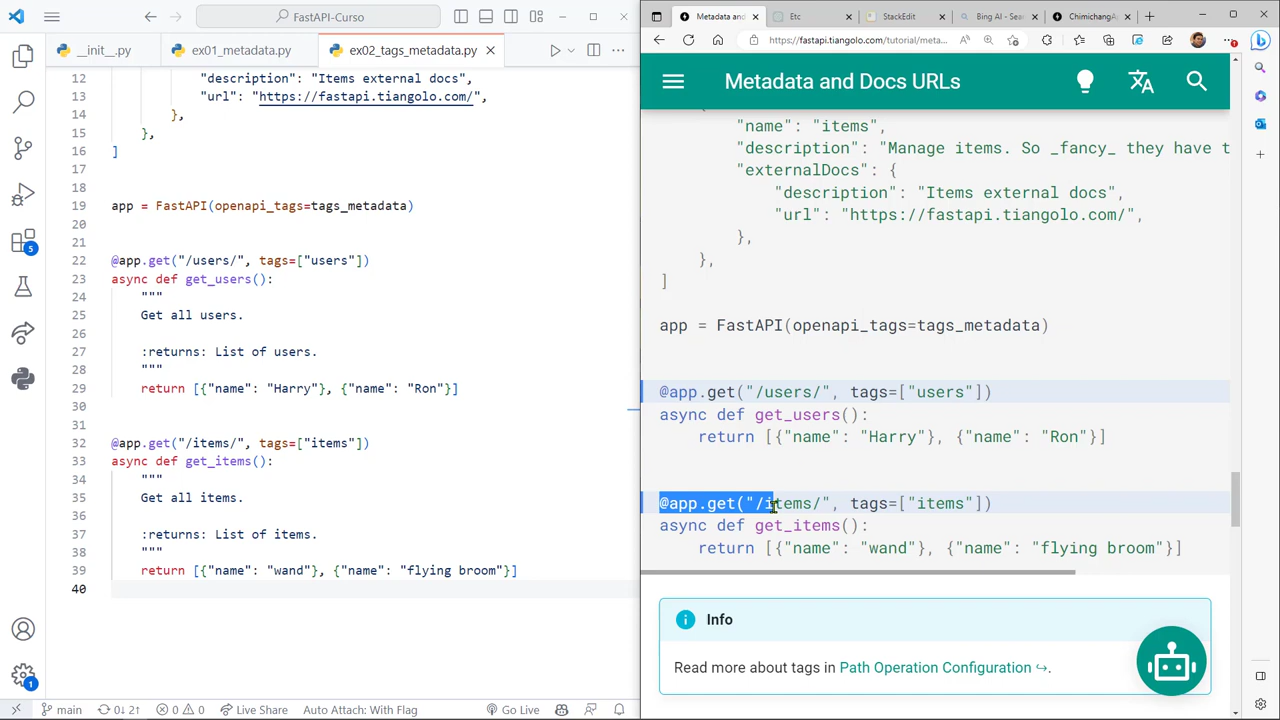 FastAPI-Curso
__init__.py
ex01_metadata.py
ex02_tags_metadata.py
12 "description": "Items external docs",
13 "url": "https://fastapi.tiangolo.com/",
14 },
15 },
16 ]
17
18
19 app = FastAPI(openapi_tags=tags_metadata)
20
21
22 @app.get("/users/", tags=["users"])
23 async def get_users():
24 """
25 Get all users.
26
27 :returns: List of users.
28 """
29 return [{"name": "Harry"}, {"name": "Ron"}]
30
31
32 @app.get("/items/", tags=["items"])
33 async def get_items():
34 """
35 Get all items.
36
37 :returns: List of items.
38 """
39 return [{"name": "wand"}, {"name": "flying broom"}]
40
5
1
main
0↓ 2↑
0
0
Live Share
Auto Attach: With Flag
Go Live
Metadata and
Etc
StackEdit
Bing AI - Sea
ChimichangA
https://fastapi.tiangolo.com/tutorial/meta...
Metadata and Docs URLs
{
"name": "items",
"description": "Manage items. So _fancy_ they have t
"externalDocs": {
"description": "Items external docs",
"url": "https://fastapi.tiangolo.com/",
},
},
]
app = FastAPI(openapi_tags=tags_metadata)
@app.get("/users/", tags=["users"])
async def get_users():
return [{"name": "Harry"}, {"name": "Ron"}]
@app.get("/items/", tags=["items"])
async def get_items():
return [{"name": "wand"}, {"name": "flying broom"}]
Info
Read more about tags in Path Operation Configuration ↪.